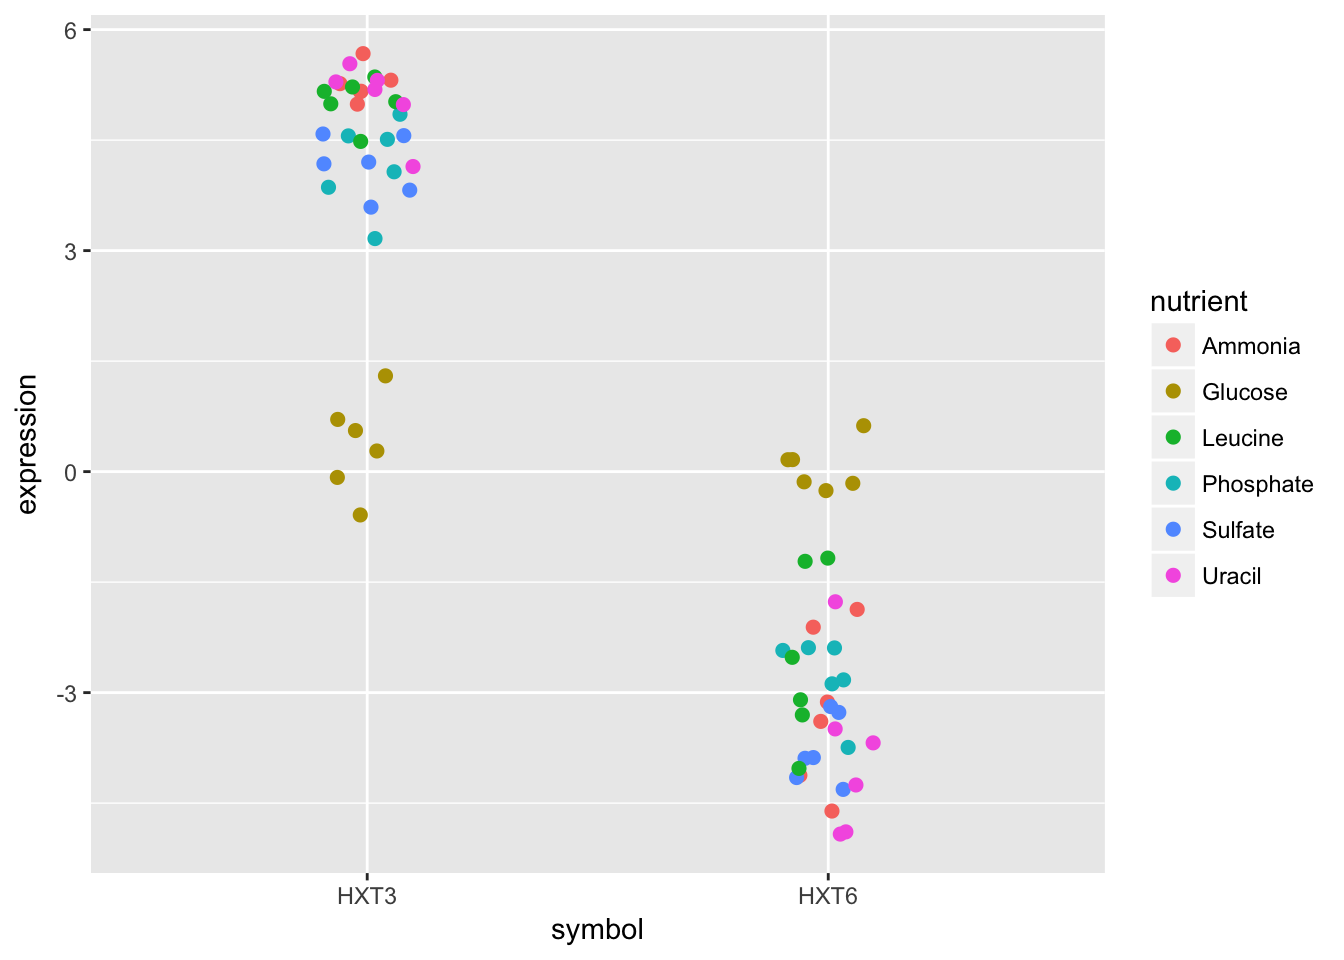 6
3
0
-3
expression
HXT3
HXT6
symbol
nutrient
Ammonia
Glucose
Leucine
Phosphate
Sulfate
Uracil